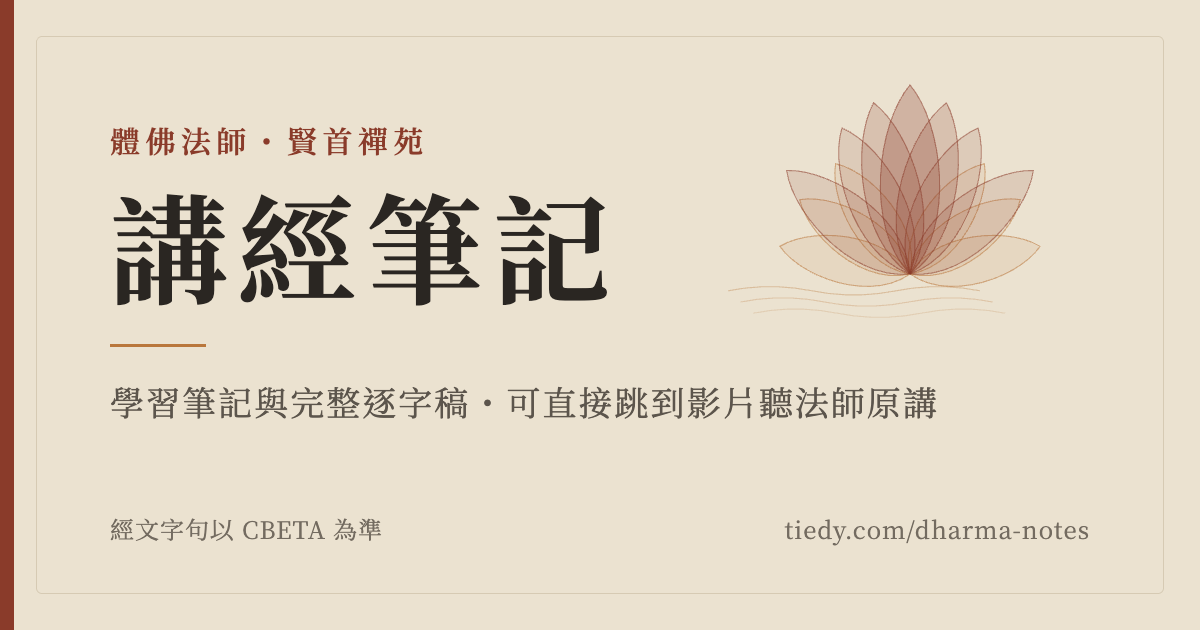 體佛法師・賢首禪苑
講經筆記
學習筆記與完整逐字稿・可直接跳到影片聽法師原講
經文字句以 CBETA 為準
tiedy.com/dharma-notes